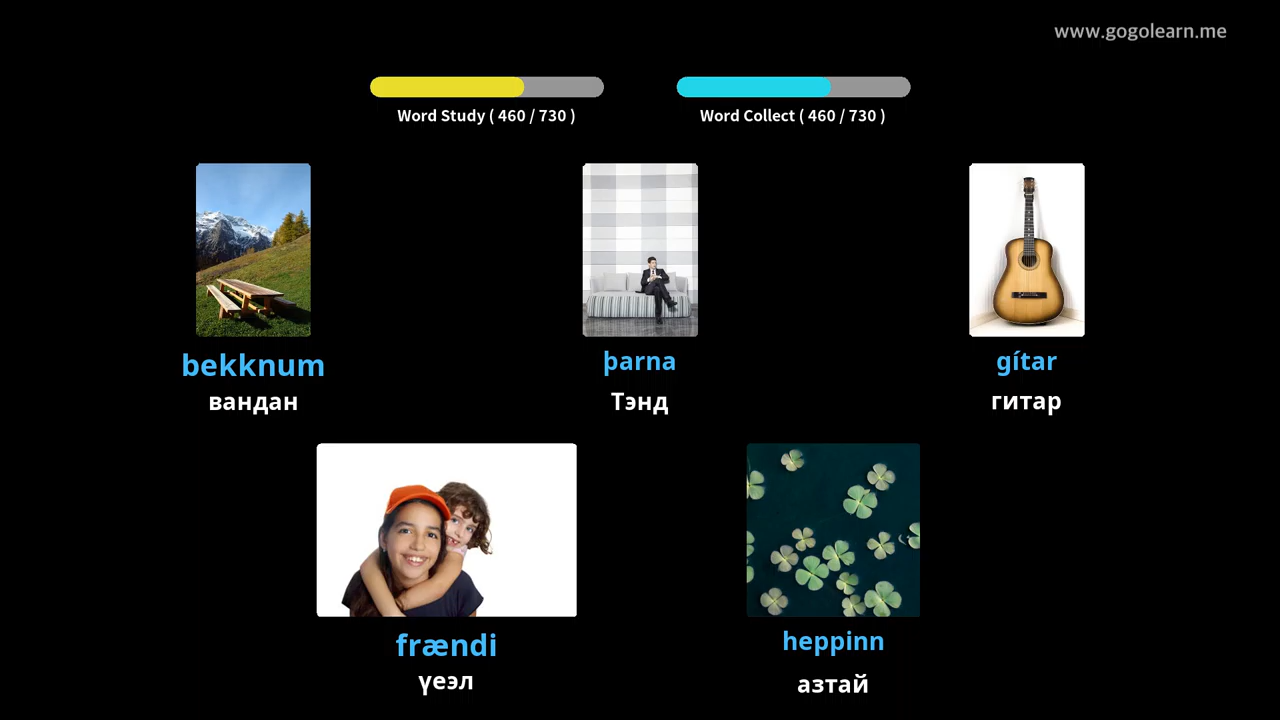 www.gogolearn.me
Word Study ( 460 / 730 )
Word Collect ( 460 / 730 )
bekknum
вандан
þarna
Тэнд
gítar
гитар
frændi
үеэл
heppinn
азтай